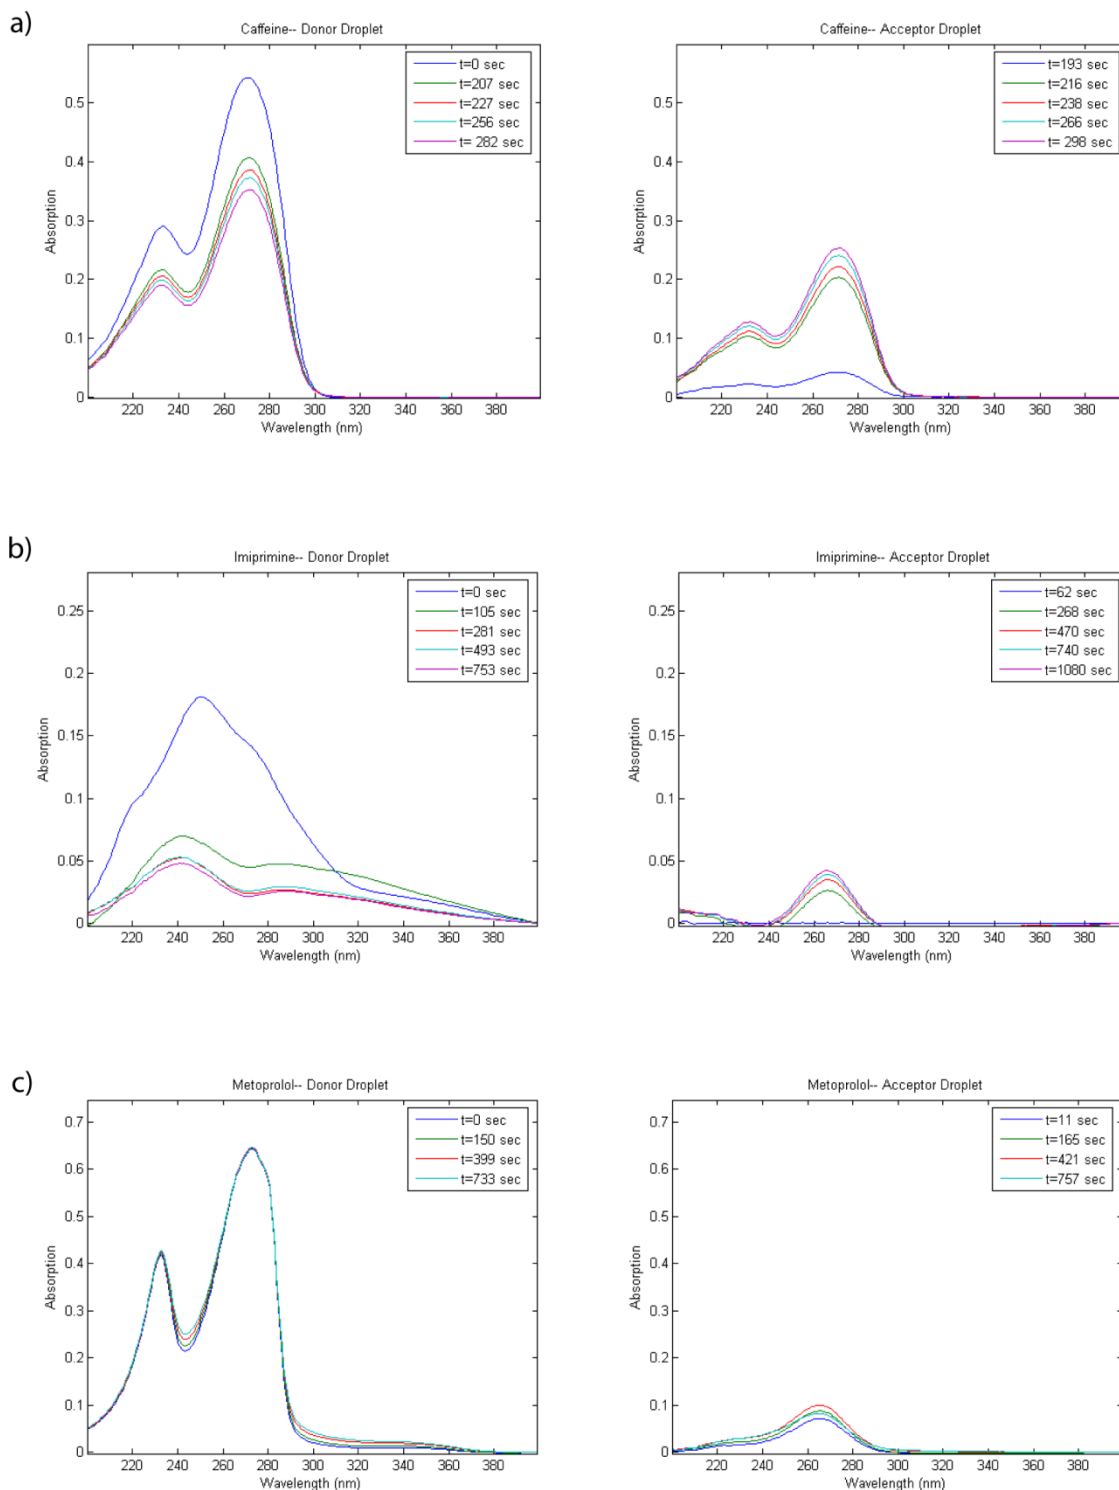 a)
Caffeine-- Donor Droplet
t=0 sec
t=207 sec
t=227 sec
t=256 sec
t= 282 sec
0.5
0.4
0.3
0.2
0.1
0
Absorption
220 240 260 280 300 320 340 360 380
Wavelength (nm)
Caffeine-- Acceptor Droplet
t=193 sec
t=216 sec
t=238 sec
t=266 sec
t= 298 sec
0.5
0.4
0.3
0.2
0.1
0
Absorption
220 240 260 280 300 320 340 360 380
Wavelength (nm)
b)
Imiprimine-- Donor Droplet
t=0 sec
t=105 sec
t=281 sec
t=493 sec
t=753 sec
0.25
0.2
0.15
0.1
0.05
0
Absorption
220 240 260 280 300 320 340 360 380
Wavelength (nm)
Imiprimine-- Acceptor Droplet
t=62 sec
t=268 sec
t=470 sec
t=740 sec
t=1080 sec
0.25
0.2
0.15
0.1
0.05
0
Absorption
220 240 260 280 300 320 340 360 380
Wavelength (nm)
c)
Metoprolol-- Donor Droplet
t=0 sec
t=150 sec
t=399 sec
t=733 sec
0.7
0.6
0.5
0.4
0.3
0.2
0.1
0
Absorption
220 240 260 280 300 320 340 360 380
Wavelength (nm)
Metoprolol-- Acceptor Droplet
t=11 sec
t=165 sec
t=421 sec
t=757 sec
0.7
0.6
0.5
0.4
0.3
0.2
0.1
0
Absorption
220 240 260 280 300 320 340 360 380
Wavelength (nm)